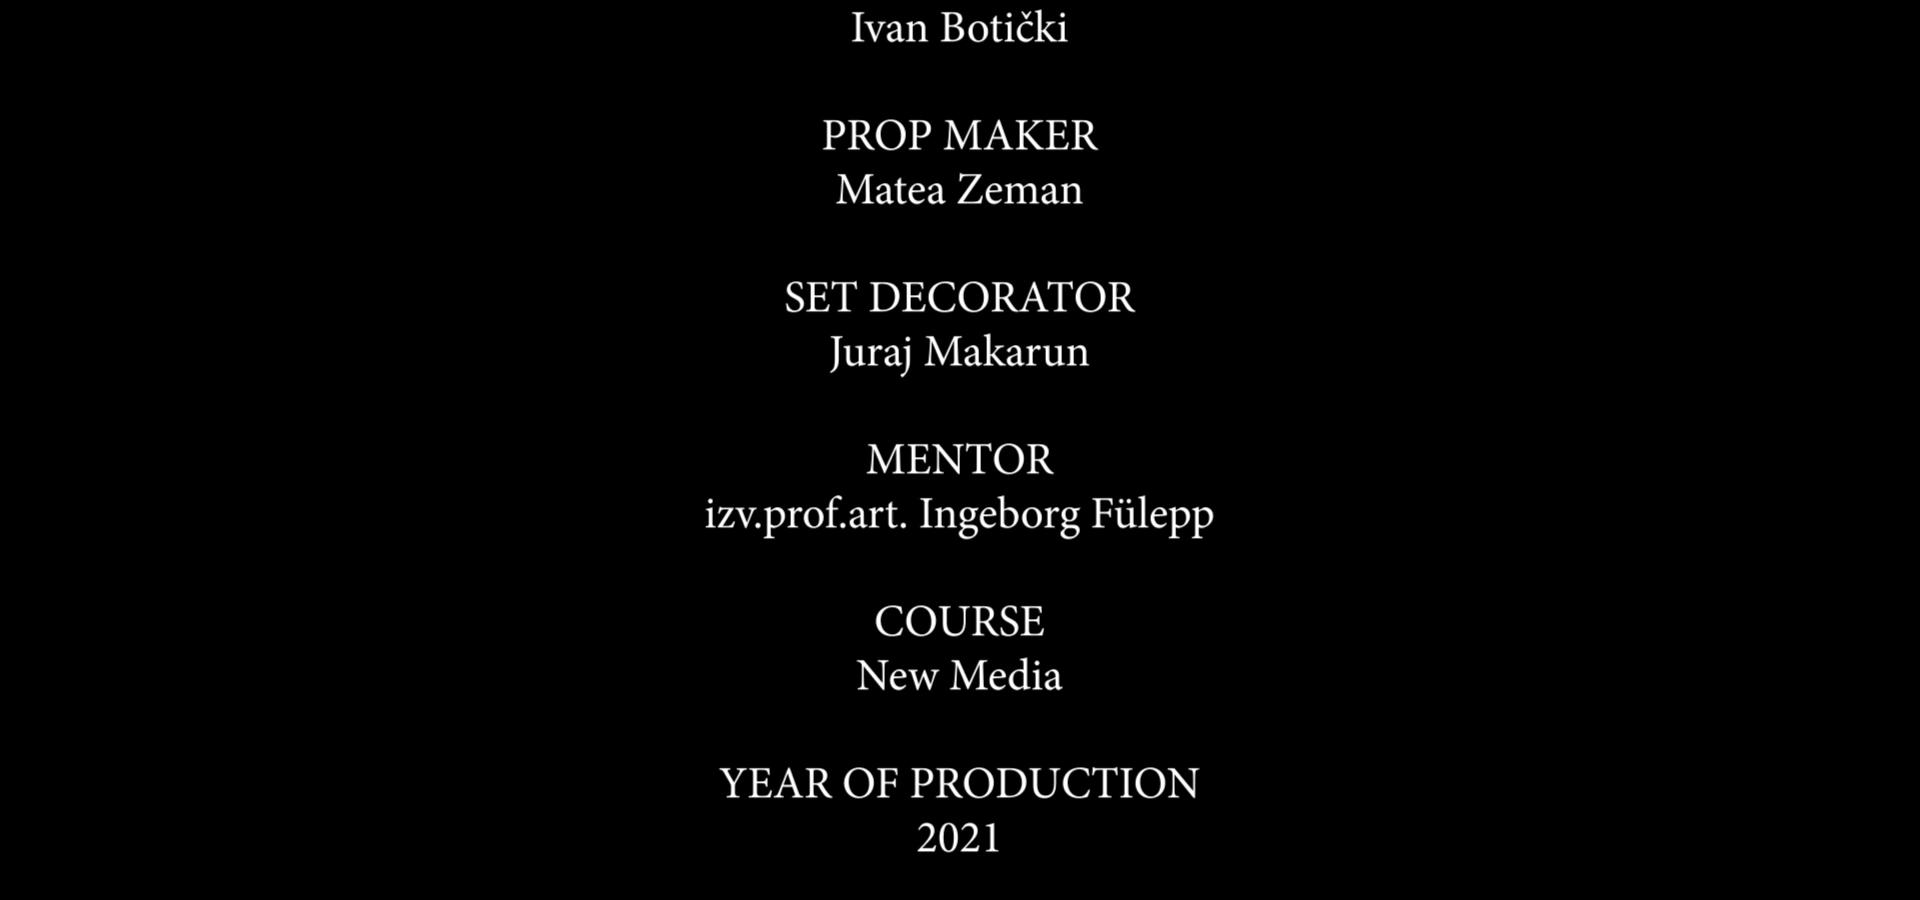 Ivan Botički
PROP MAKER
Matea Zeman
SET DECORATOR
Juraj Makarun
MENTOR
izv.prof.art. Ingeborg Fülepp
COURSE
New Media
YEAR OF PRODUCTION
2021